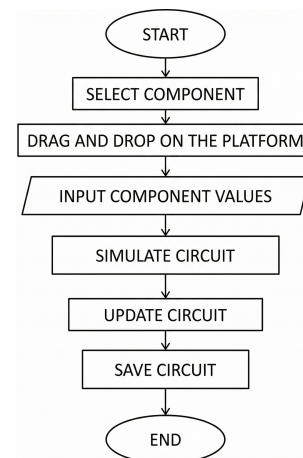 START
SELECT COMPONENT
DRAG AND DROP ON THE PLATFORM
INPUT COMPONENT VALUES
SIMULATE CIRCUIT
UPDATE CIRCUIT
SAVE CIRCUIT
END